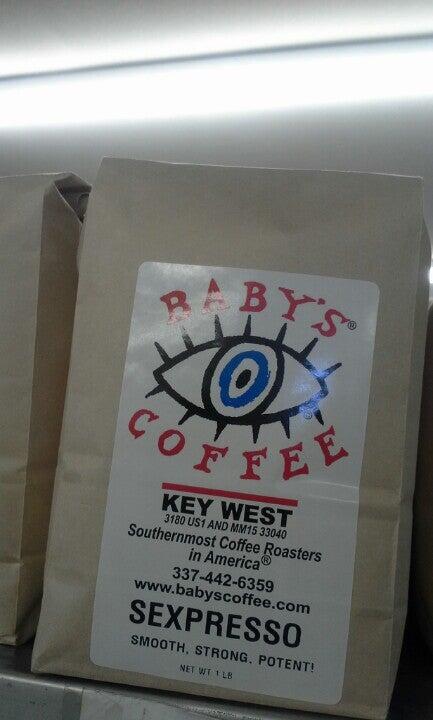 BABY'S®
COFFEE®
KEY WEST
3180 US1 AND MM15 33040
Southernmost Coffee Roasters
in America®
337-442-6359
www.babyscoffee.com
SEXPRESSO
SMOOTH, STRONG, POTENT!
NET WT 1 LB